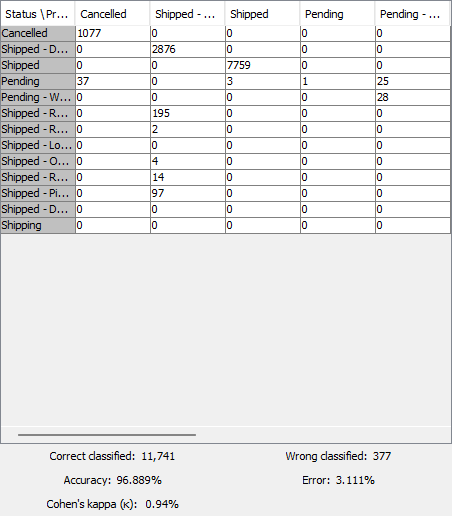 Status \Pr... Cancelled Shipped - ... Shipped Pending Pending - ...
Cancelled 1077 0 0 0 0
Shipped - D... 0 2876 0 0 0
Shipped 0 0 7759 0 0
Pending 37 0 3 1 25
Pending - W... 0 0 0 0 28
Shipped - R... 0 195 0 0 0
Shipped - R... 0 2 0 0 0
Shipped - Lo... 0 0 0 0 0
Shipped - O... 0 4 0 0 0
Shipped - R... 0 14 0 0 0
Shipped - Pi... 0 97 0 0 0
Shipped - D... 0 0 0 0 0
Shipping 0 0 0 0 0
Correct classified: 11,741 Wrong classified: 377
Accuracy: 96.889% Error: 3.111%
Cohen's kappa (κ): 0.94%